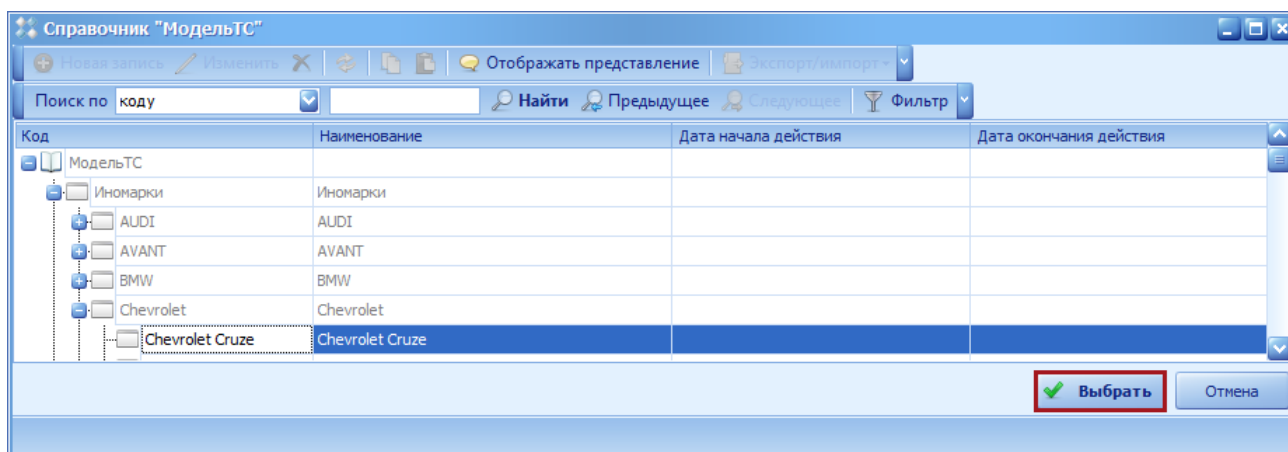 Справочник "МодельТС"
Новая запись Изменить Отображать представление Экспорт/импорт
Поиск по коду Найти Предыдущее Следующее Фильтр
Код Наименование Дата начала действия Дата окончания действия
МодельТС
Иномарки Иномарки
AUDI AUDI
AVANT AVANT
BMW BMW
Chevrolet Chevrolet
Chevrolet Cruze Chevrolet Cruze
Выбрать Отмена